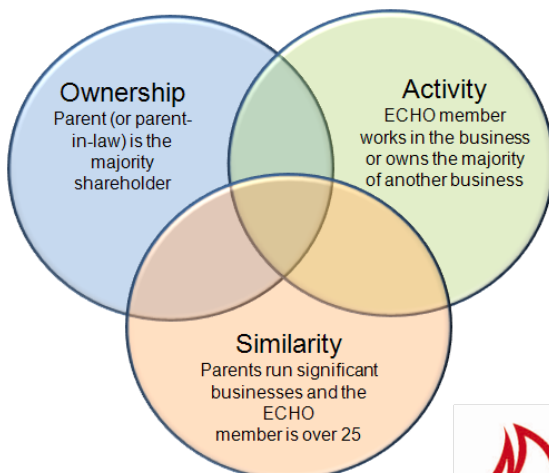 Ownership
Parent (or parent-
in-law) is the
majority
shareholder
Activity
ECHO member
works in the business
or owns the majority
of another business
Similarity
Parents run significant
businesses and the
ECHO
member is over 25